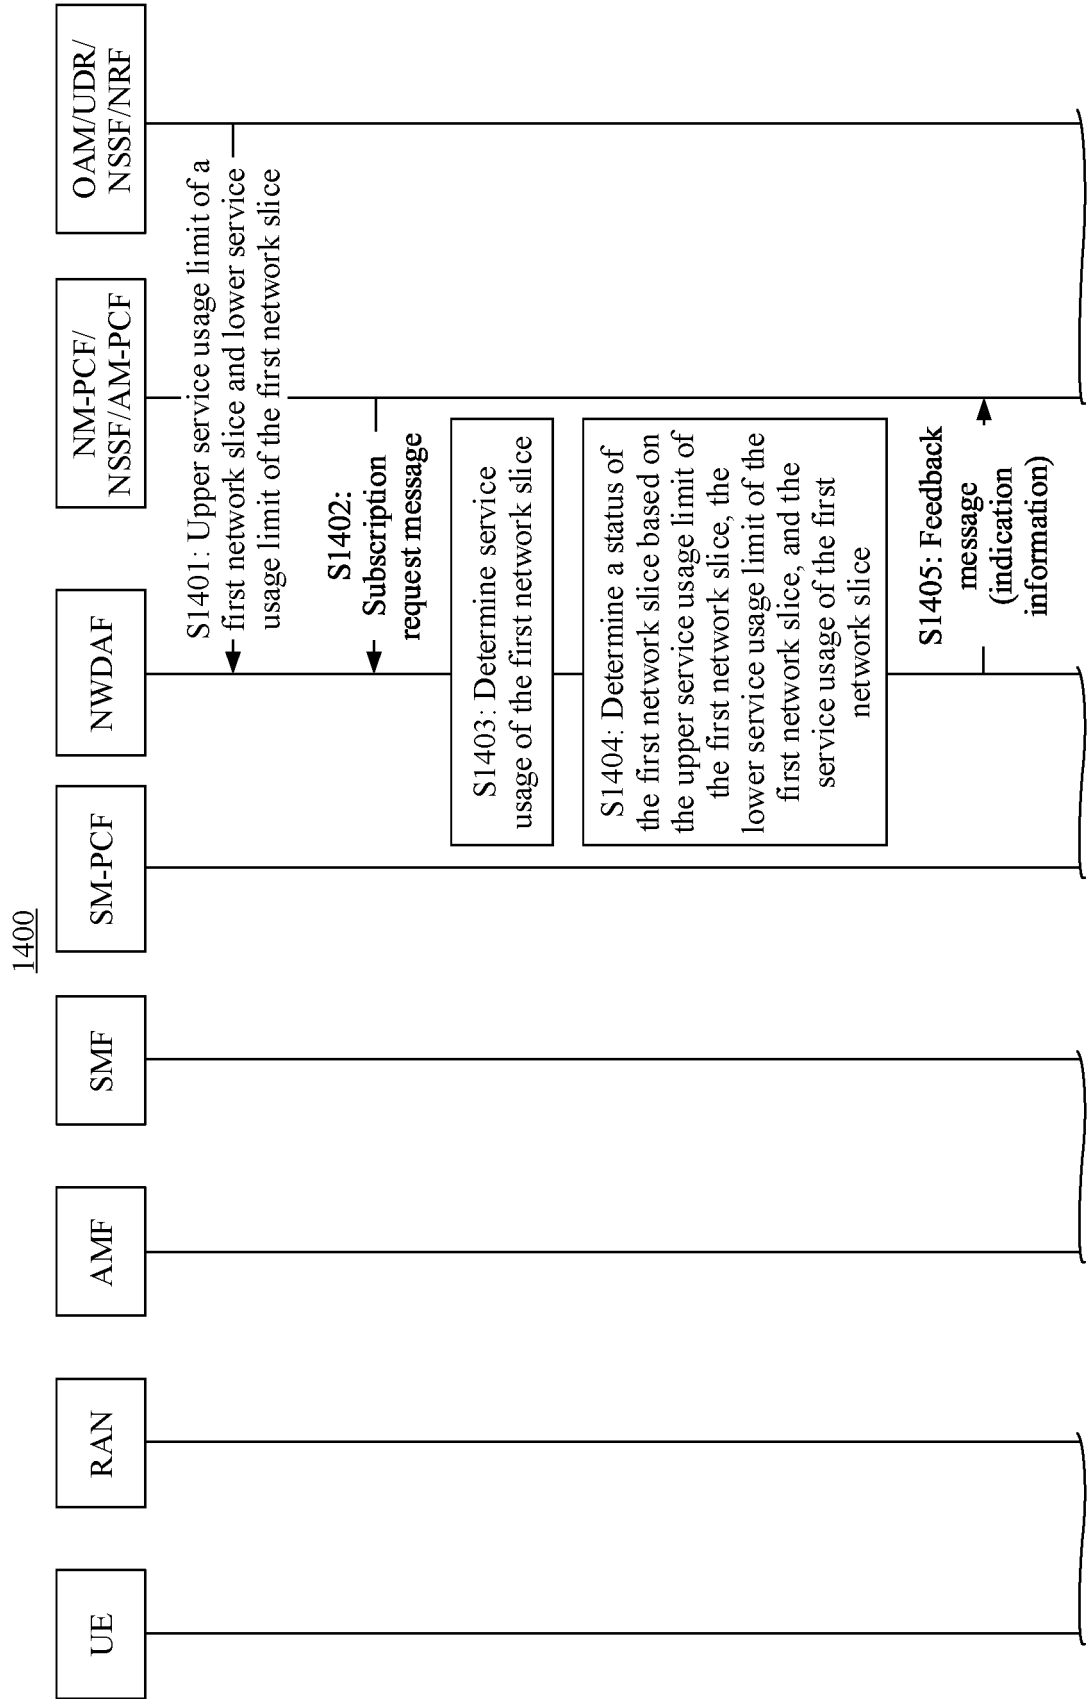 1400
UE
RAN
AMF
SMF
SM-PCF
NWDAF
NM-PCF/
NSSF/AM-PCF
OAM/UDR/
NSSF/NRF
S1401: Upper service usage limit of a
first network slice and lower service
usage limit of the first network slice
S1402:
Subscription
request message
S1403: Determine service
usage of the first network slice
S1404: Determine a status of
the first network slice based on
the upper service usage limit of
the first network slice, the
lower service usage limit of the
first network slice, and the
service usage of the first
network slice
S1405: Feedback
message
(indication
information)